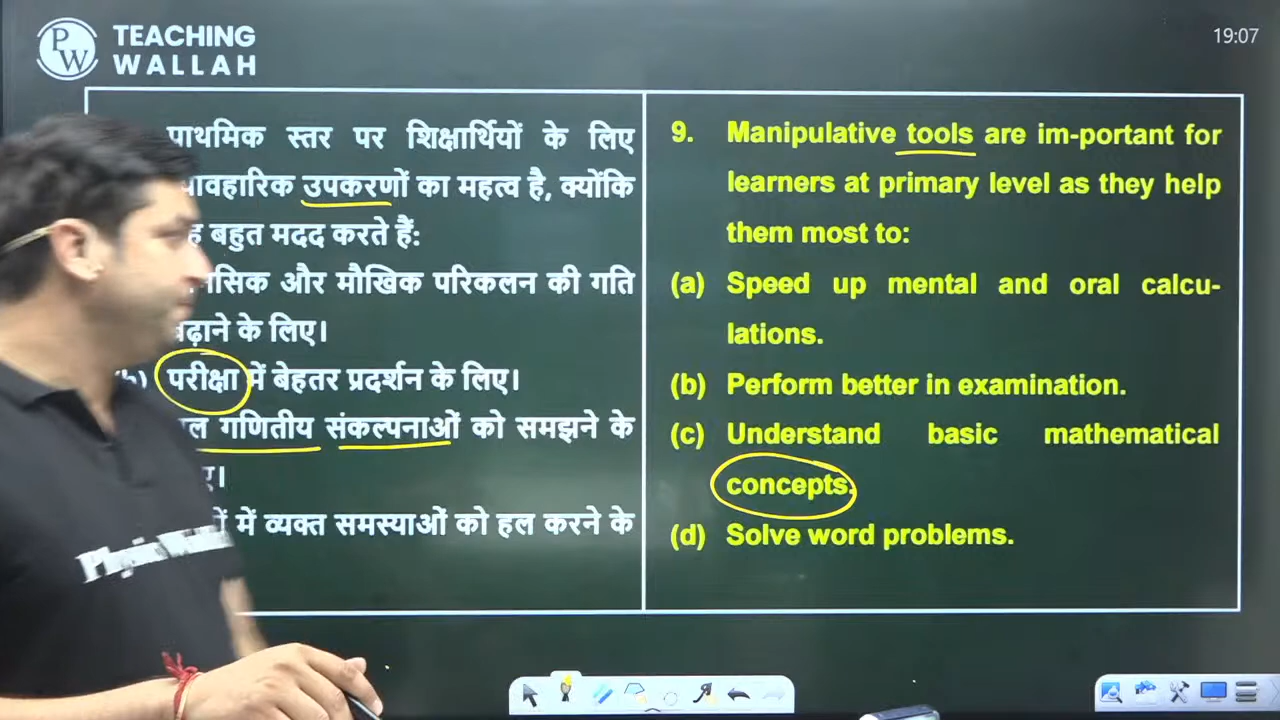 TEACHING
WALLAH
19:07
प्राथमिक स्तर पर शिक्षार्थियों के लिए
उपकरणों का महत्व है, क्योंकि
बहुत मदद करते हैं:
और मौखिक परिकलन की गति
के लिए।
परीक्षा में बेहतर प्रदर्शन के लिए।
गणितीय संकल्पनाओं को समझने के
में व्यक्त समस्याओं को हल करने के
9. Manipulative tools are im-portant for
learners at primary level as they help
them most to:
(a) Speed up mental and oral calcu-
lations.
(b) Perform better in examination.
(c) Understand basic mathematical
concepts.
(d) Solve word problems.